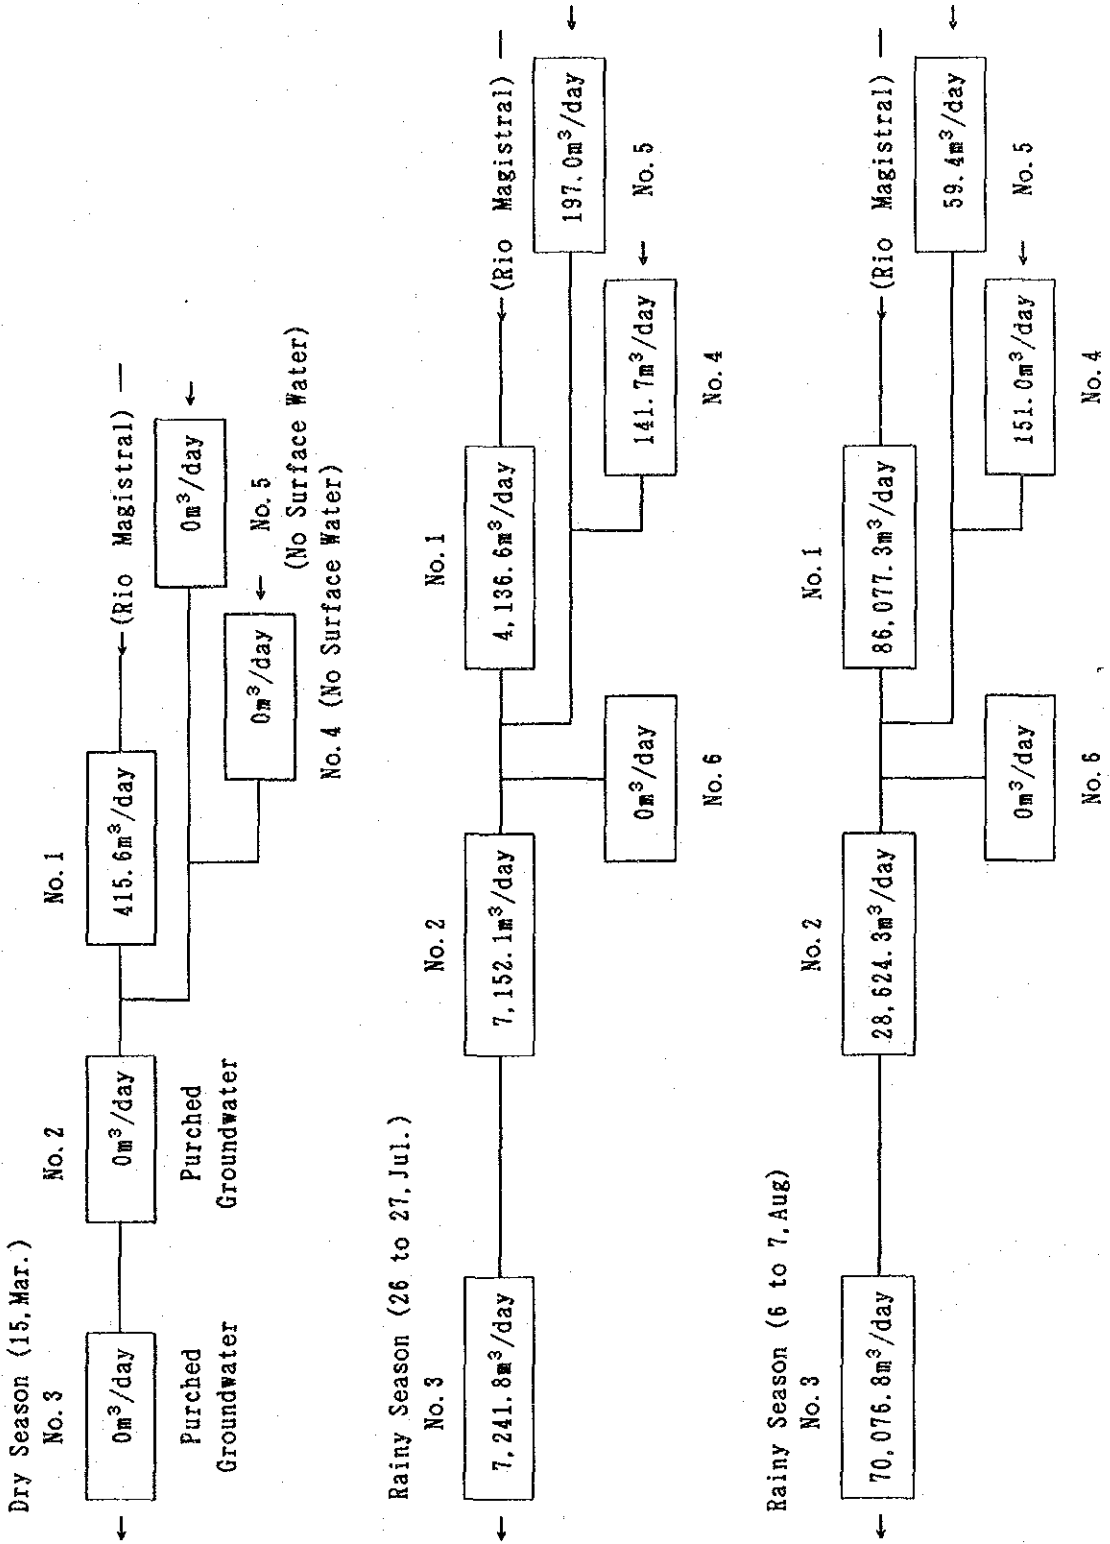 Dry Season (15, Mar.)
No. 3
No. 2
No. 1
0m³/day
0m³/day
415.6m³/day
(Rio Magistral)
Purched
Groundwater
Purched
Groundwater
0m³/day
0m³/day
No. 5
(No Surface Water)
No. 4 (No Surface Water)
Rainy Season (26 to 27, Jul.)
No. 3
No. 2
No. 1
7,241.8m³/day
7,152.1m³/day
4,136.6m³/day
(Rio Magistral)
197.0m³/day
0m³/day
141.7m³/day
No. 5
No. 6
No. 4
Rainy Season (6 to 7, Aug)
No. 3
No. 2
No. 1
70,076.8m³/day
28,624.3m³/day
86,077.3m³/day
(Rio Magistral)
59.4m³/day
0m³/day
151.0m³/day
No. 5
No. 6
No. 4